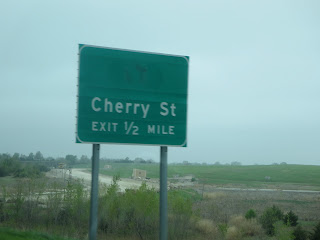 Cherry St
EXIT 1/2 MILE